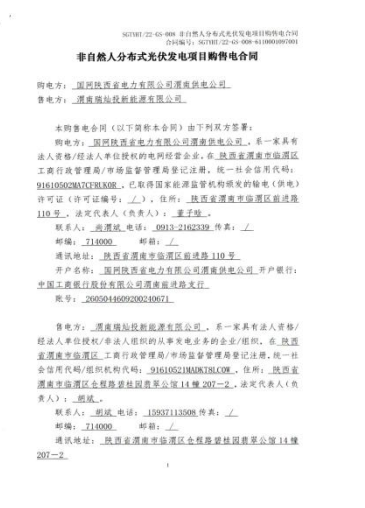 SGTYHT/22-GS-008 非自然人分布式光伏发电项目购售电合同
合同编号：SGTYHT/22-GS-008-6110001097001
非自然人分布式光伏发电项目购售电合同
购电方： 国网陕西省电力有限公司渭南供电公司
售电方： 渭南瑞灿投新能源有限公司
本购售电合同（以下简称本合同）由下列双方签署：
购电方： 国网陕西省电力有限公司渭南供电公司 ，系一家具有
法人资格/经法人单位授权的电网经营企业，在 陕西省渭南市临渭区
工商行政管理局/市场监督管理局登记注册，统一社会信用代码：
91610502MA7CFRUK0R ，已取得国家能源监管机构颁发的输电（供电）
许可证（许可证编号： / ），住所： 陕西省渭南市临渭区前进路
110 号 ，法定代表人（负责人）： 董子晗 。
联系人： 尚渭斌 电话： 0913-2162339 传真： /
邮编： 714000 邮箱： /
通讯地址： 陕西省渭南市临渭区前进路 110 号
开户名称： 国网陕西省电力有限公司渭南供电公司 开户银行：
中国工商银行股份有限公司渭南前进路支行
账号： 2605044609200240671
售电方： 渭南瑞灿投新能源有限公司 ，系一家具有法人资格/
经法人单位授权/非法人组织的从事发电业务的企业/组织，在 陕西
省渭南市临渭区 工商行政管理局/市场监督管理局登记注册，统一社
会信用代码/组织机构代码： 91610521MADKT8LCOW ，住所： 陕西
省渭南市临渭区仓程路碧桂园翡翠公馆 14 幢 207－2 ，法定代表人（负
责人）： 胡斌 。
联系人： 胡斌 电话： 15937113508 传真： /
邮编： 714000 邮箱： /
通讯地址： 陕西省渭南市临渭区仓程路碧桂园翡翠公馆 14 幢
207－2
1